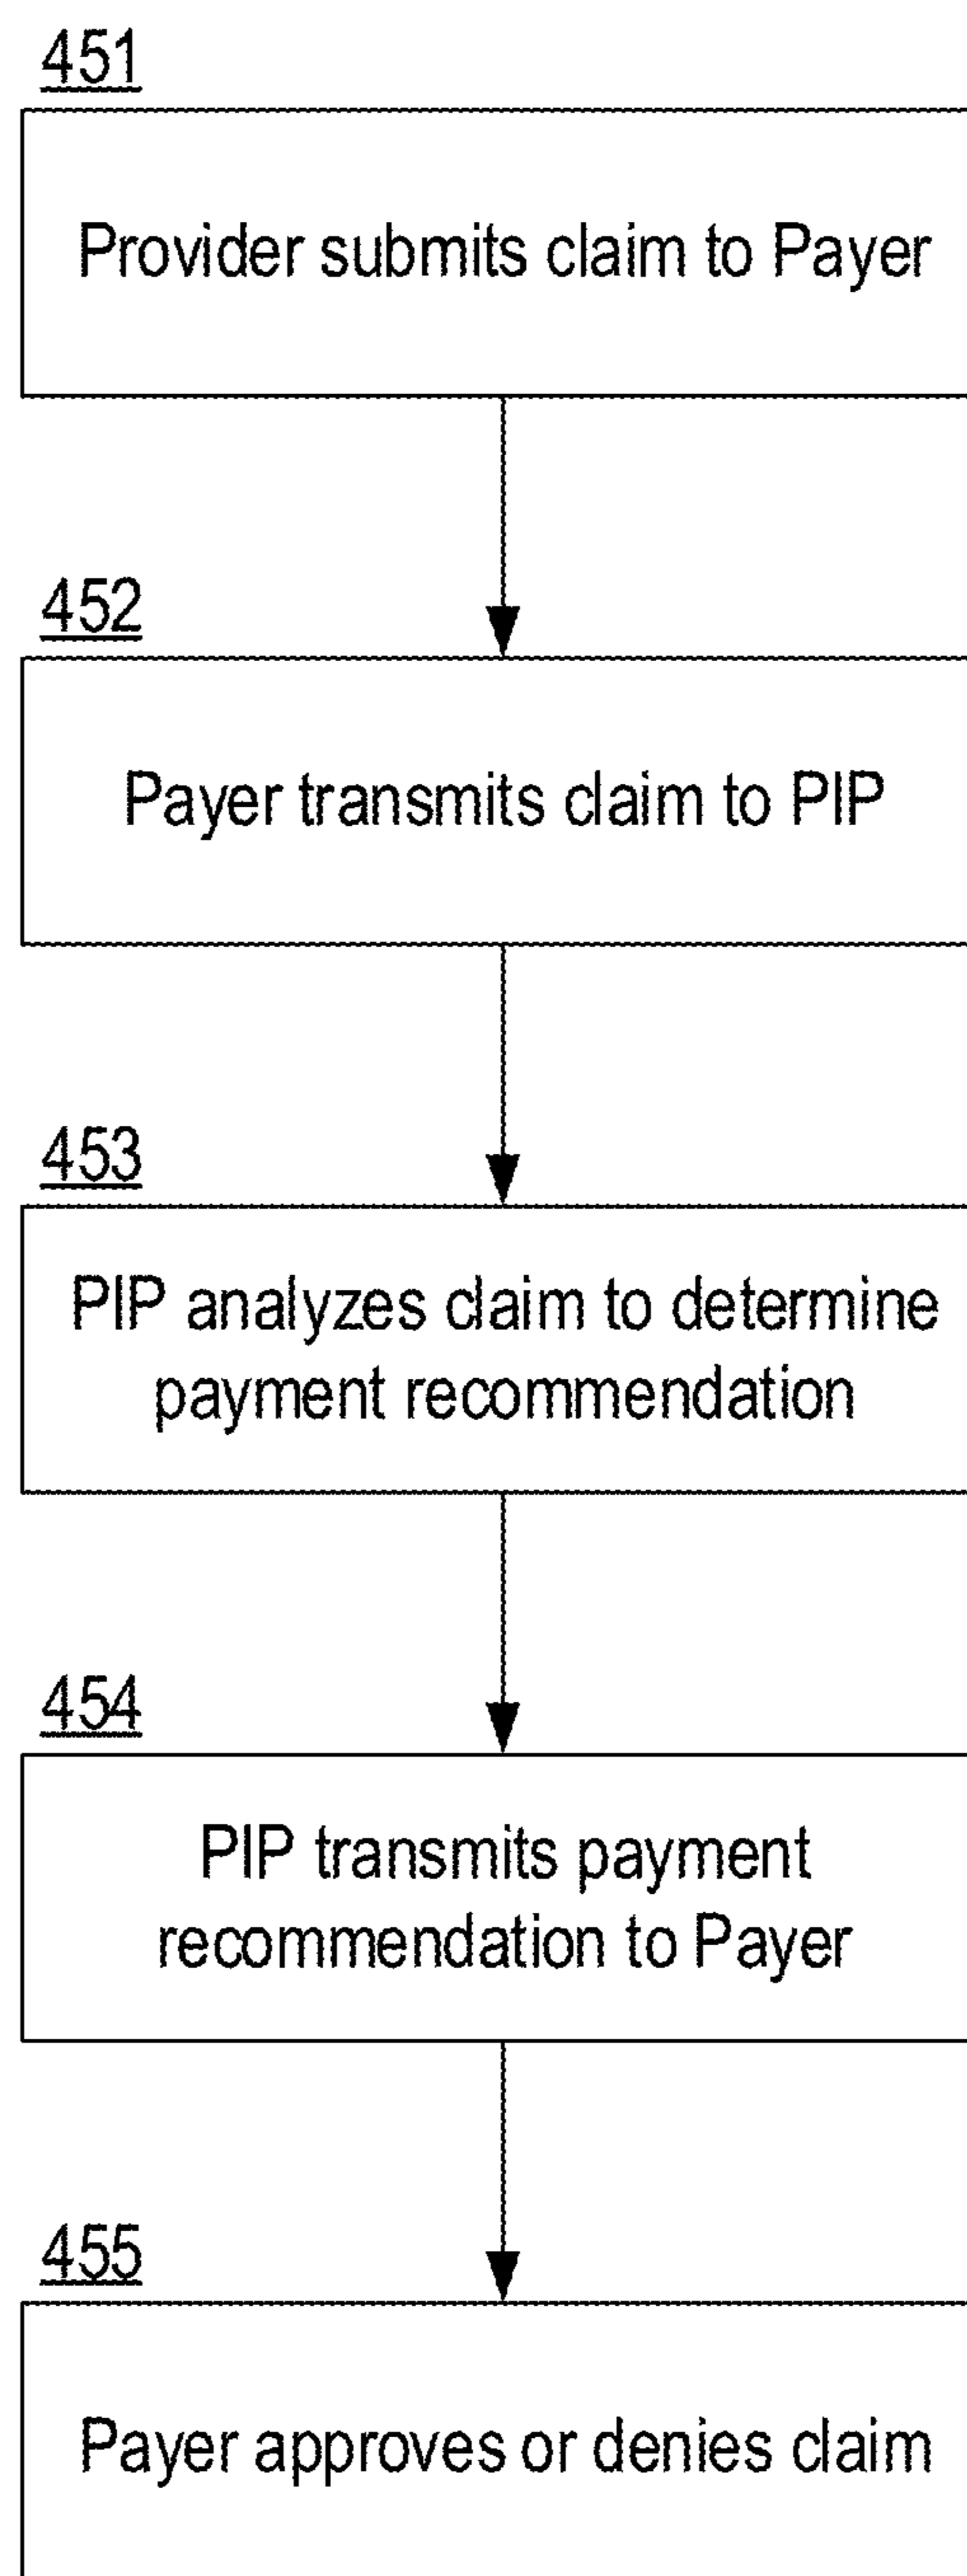 451
Provider submits claim to Payer
452
Payer transmits claim to PIP
453
PIP analyzes claim to determine
payment recommendation
454
PIP transmits payment
recommendation to Payer
455
Payer approves or denies claim